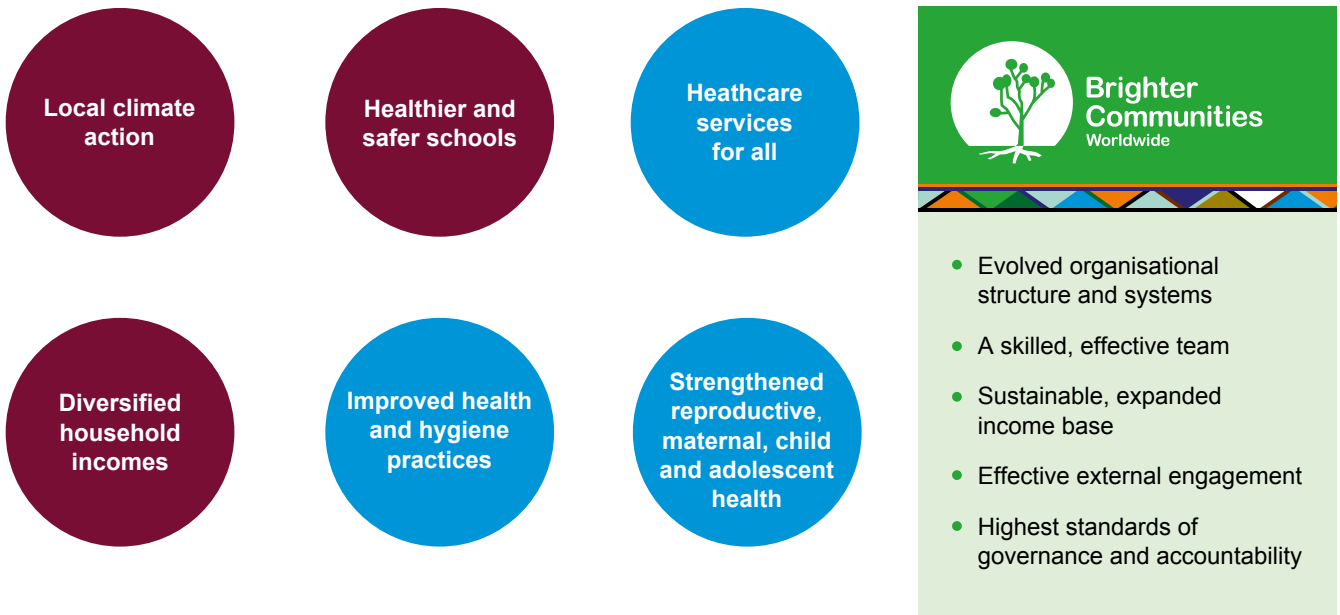 Local climate
action
Healthier and
safer schools
Heathcare
services
for all
Diversified
household
incomes
Improved health
and hygiene
practices
Strengthened
reproductive,
maternal, child
and adolescent
health
Brighter
Communities
Worldwide
• Evolved organisational
structure and systems
• A skilled, effective team
• Sustainable, expanded
income base
• Effective external engagement
• Highest standards of
governance and accountability